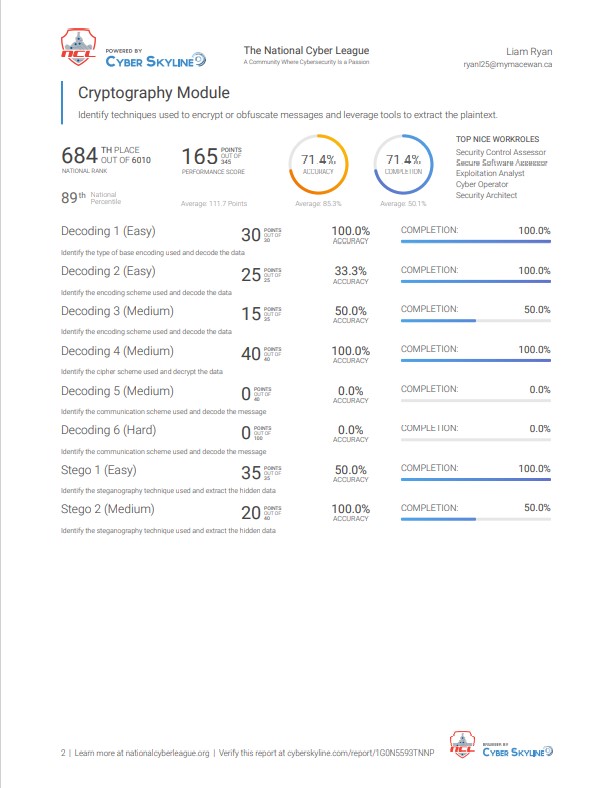 NCL
POWERED BY
CYBER SKYLINE
The National Cyber League
A Community Where Cybersecurity Is a Passion
Liam Ryan
ryanl25@mymacewan.ca
Cryptography Module
Identify techniques used to encrypt or obfuscate messages and leverage tools to extract the plaintext.
684 TH PLACE OUT OF 6010
NATIONAL RANK
89th National Percentile
165 POINTS OUT OF 345
PERFORMANCE SCORE
Average: 111.7 Points
71.4%
ACCURACY
Average: 85.3%
71.4%
COMPLETION
Average: 50.1%
TOP NICE WORKROLES
Security Control Assessor
Secure Software Assessor
Exploitation Analyst
Cyber Operator
Security Architect
Decoding 1 (Easy) 30 POINTS OUT OF 30 100.0% ACCURACY COMPLETION: 100.0%
Identify the type of base encoding used and decode the data
Decoding 2 (Easy) 25 POINTS OUT OF 25 33.3% ACCURACY COMPLETION: 100.0%
Identify the encoding scheme used and decode the data
Decoding 3 (Medium) 15 POINTS OUT OF 35 50.0% ACCURACY COMPLETION: 50.0%
Identify the encoding scheme used and decode the data
Decoding 4 (Medium) 40 POINTS OUT OF 40 100.0% ACCURACY COMPLETION: 100.0%
Identify the cipher scheme used and decrypt the data
Decoding 5 (Medium) 0 POINTS OUT OF 40 0.0% ACCURACY COMPLETION: 0.0%
Identify the communication scheme used and decode the message
Decoding 6 (Hard) 0 POINTS OUT OF 100 0.0% ACCURACY COMPLETION: 0.0%
Identify the communication scheme used and decode the message
Stego 1 (Easy) 35 POINTS OUT OF 35 50.0% ACCURACY COMPLETION: 100.0%
Identify the steganography technique used and extract the hidden data
Stego 2 (Medium) 20 POINTS OUT OF 40 100.0% ACCURACY COMPLETION: 50.0%
Identify the steganography technique used and extract the hidden data
2 | Learn more at nationalcyberleague.org | Verify this report at cyberskyline.com/report/1G0N5593TNNP
NCL
POWERED BY
CYBER SKYLINE